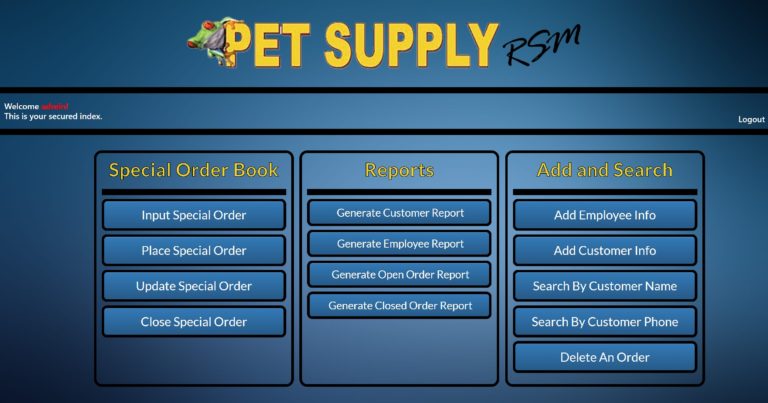 PET SUPPLY RSM
Welcome admin!
This is your secured index.
Logout
Special Order Book
Input Special Order
Place Special Order
Update Special Order
Close Special Order
Reports
Generate Customer Report
Generate Employee Report
Generate Open Order Report
Generate Closed Order Report
Add and Search
Add Employee Info
Add Customer Info
Search By Customer Name
Search By Customer Phone
Delete An Order